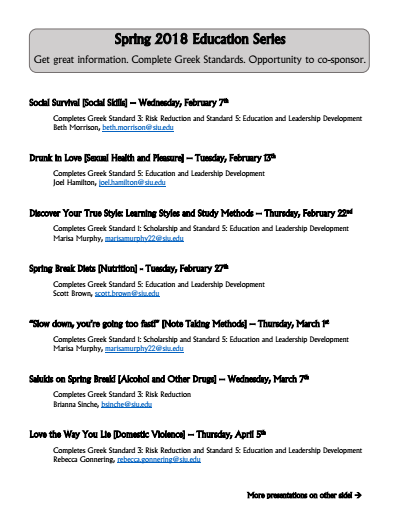 Spring 2018 Education Series
Get great information. Complete Greek Standards. Opportunity to co-sponsor.
Social Survival [Social Skills] -- Wednesday, February 7th
Completes Greek Standard 3: Risk Reduction and Standard 5: Education and Leadership Development
Beth Morrison, beth.morrison@siu.edu
Drunk in Love [Sexual Health and Pleasure] -- Tuesday, February 13th
Completes Greek Standard 5: Education and Leadership Development
Joel Hamilton, joel.hamilton@siu.edu
Discover Your True Style: Learning Styles and Study Methods -- Thursday, February 22nd
Completes Greek Standard 1: Scholarship and Standard 5: Education and Leadership Development
Marisa Murphy, marisamurphy22@siu.edu
Spring Break Diets [Nutrition] - Tuesday, February 27th
Completes Greek Standard 5: Education and Leadership Development
Scott Brown, scott.brown@siu.edu
"Slow down, you're going too fast!" [Note Taking Methods] -- Thursday, March 1st
Completes Greek Standard 1: Scholarship and Standard 5: Education and Leadership Development
Marisa Murphy, marisamurphy22@siu.edu
Salukis on Spring Break! [Alcohol and Other Drugs] -- Wednesday, March 7th
Completes Greek Standard 3: Risk Reduction
Brianna Sinche, bsinche@siu.edu
Love the Way You Lie [Domestic Violence] -- Thursday, April 5th
Completes Greek Standard 3: Risk Reduction and Standard 5: Education and Leadership Development
Rebecca Gonnering, rebecca.gonnering@siu.edu
More presentations on other side! →